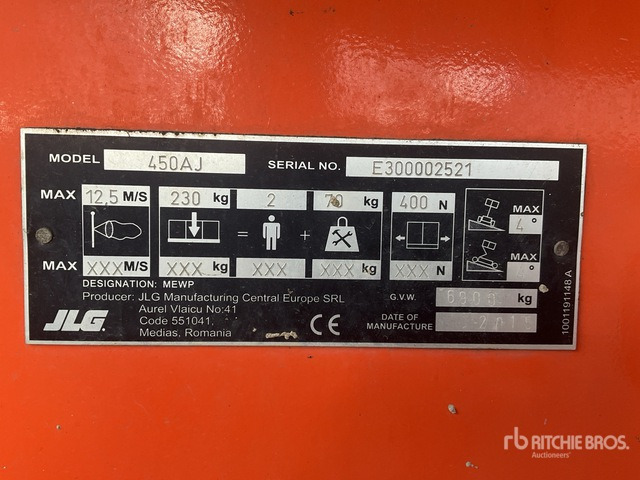 MODEL 450AJ SERIAL NO. E300002521
MAX 12,5 M/S 230 kg 2 70 kg 400 N MAX 4°
= +
MAX XXX M/S XXX kg XXX XXX kg XXX N MAX °
DESIGNATION: MEWP
Producer: JLG Manufacturing Central Europe SRL
Aurel Vlaicu No:41
Code 551041,
Medias, Romania
JLG
CE
G.V.W. kg
DATE OF
MANUFACTURE
1001191148 A
rb RITCHIE BROS.
Auctioneers